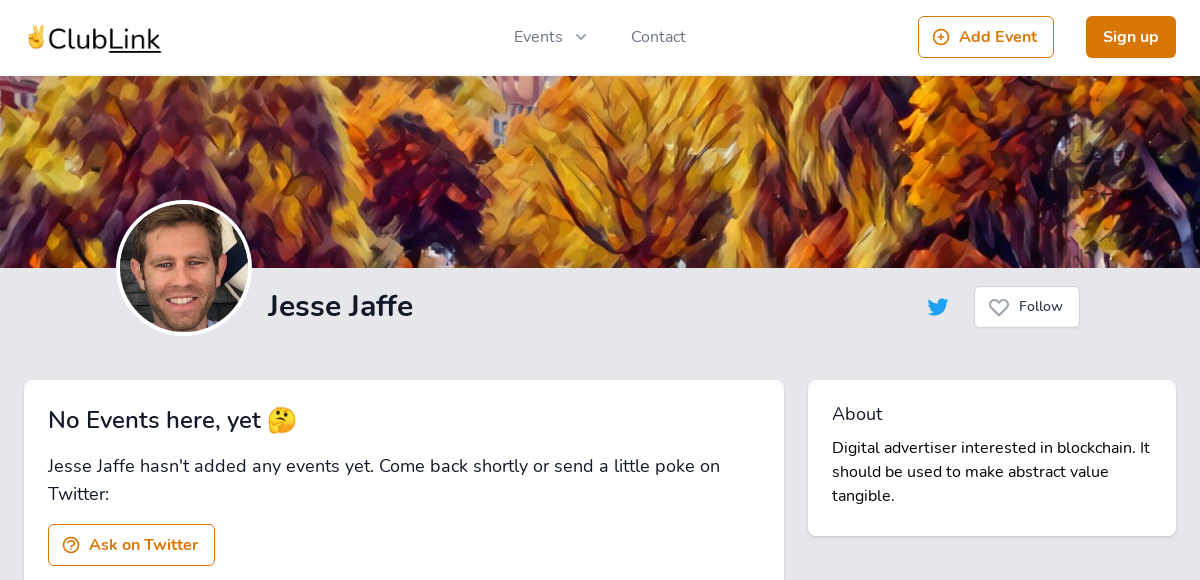 ClubLink
Events
Contact
Add Event
Sign up
Jesse Jaffe
Follow
No Events here, yet 🤔
Jesse Jaffe hasn't added any events yet. Come back shortly or send a little poke on
Twitter:
Ask on Twitter
About
Digital advertiser interested in blockchain. It
should be used to make abstract value
tangible.